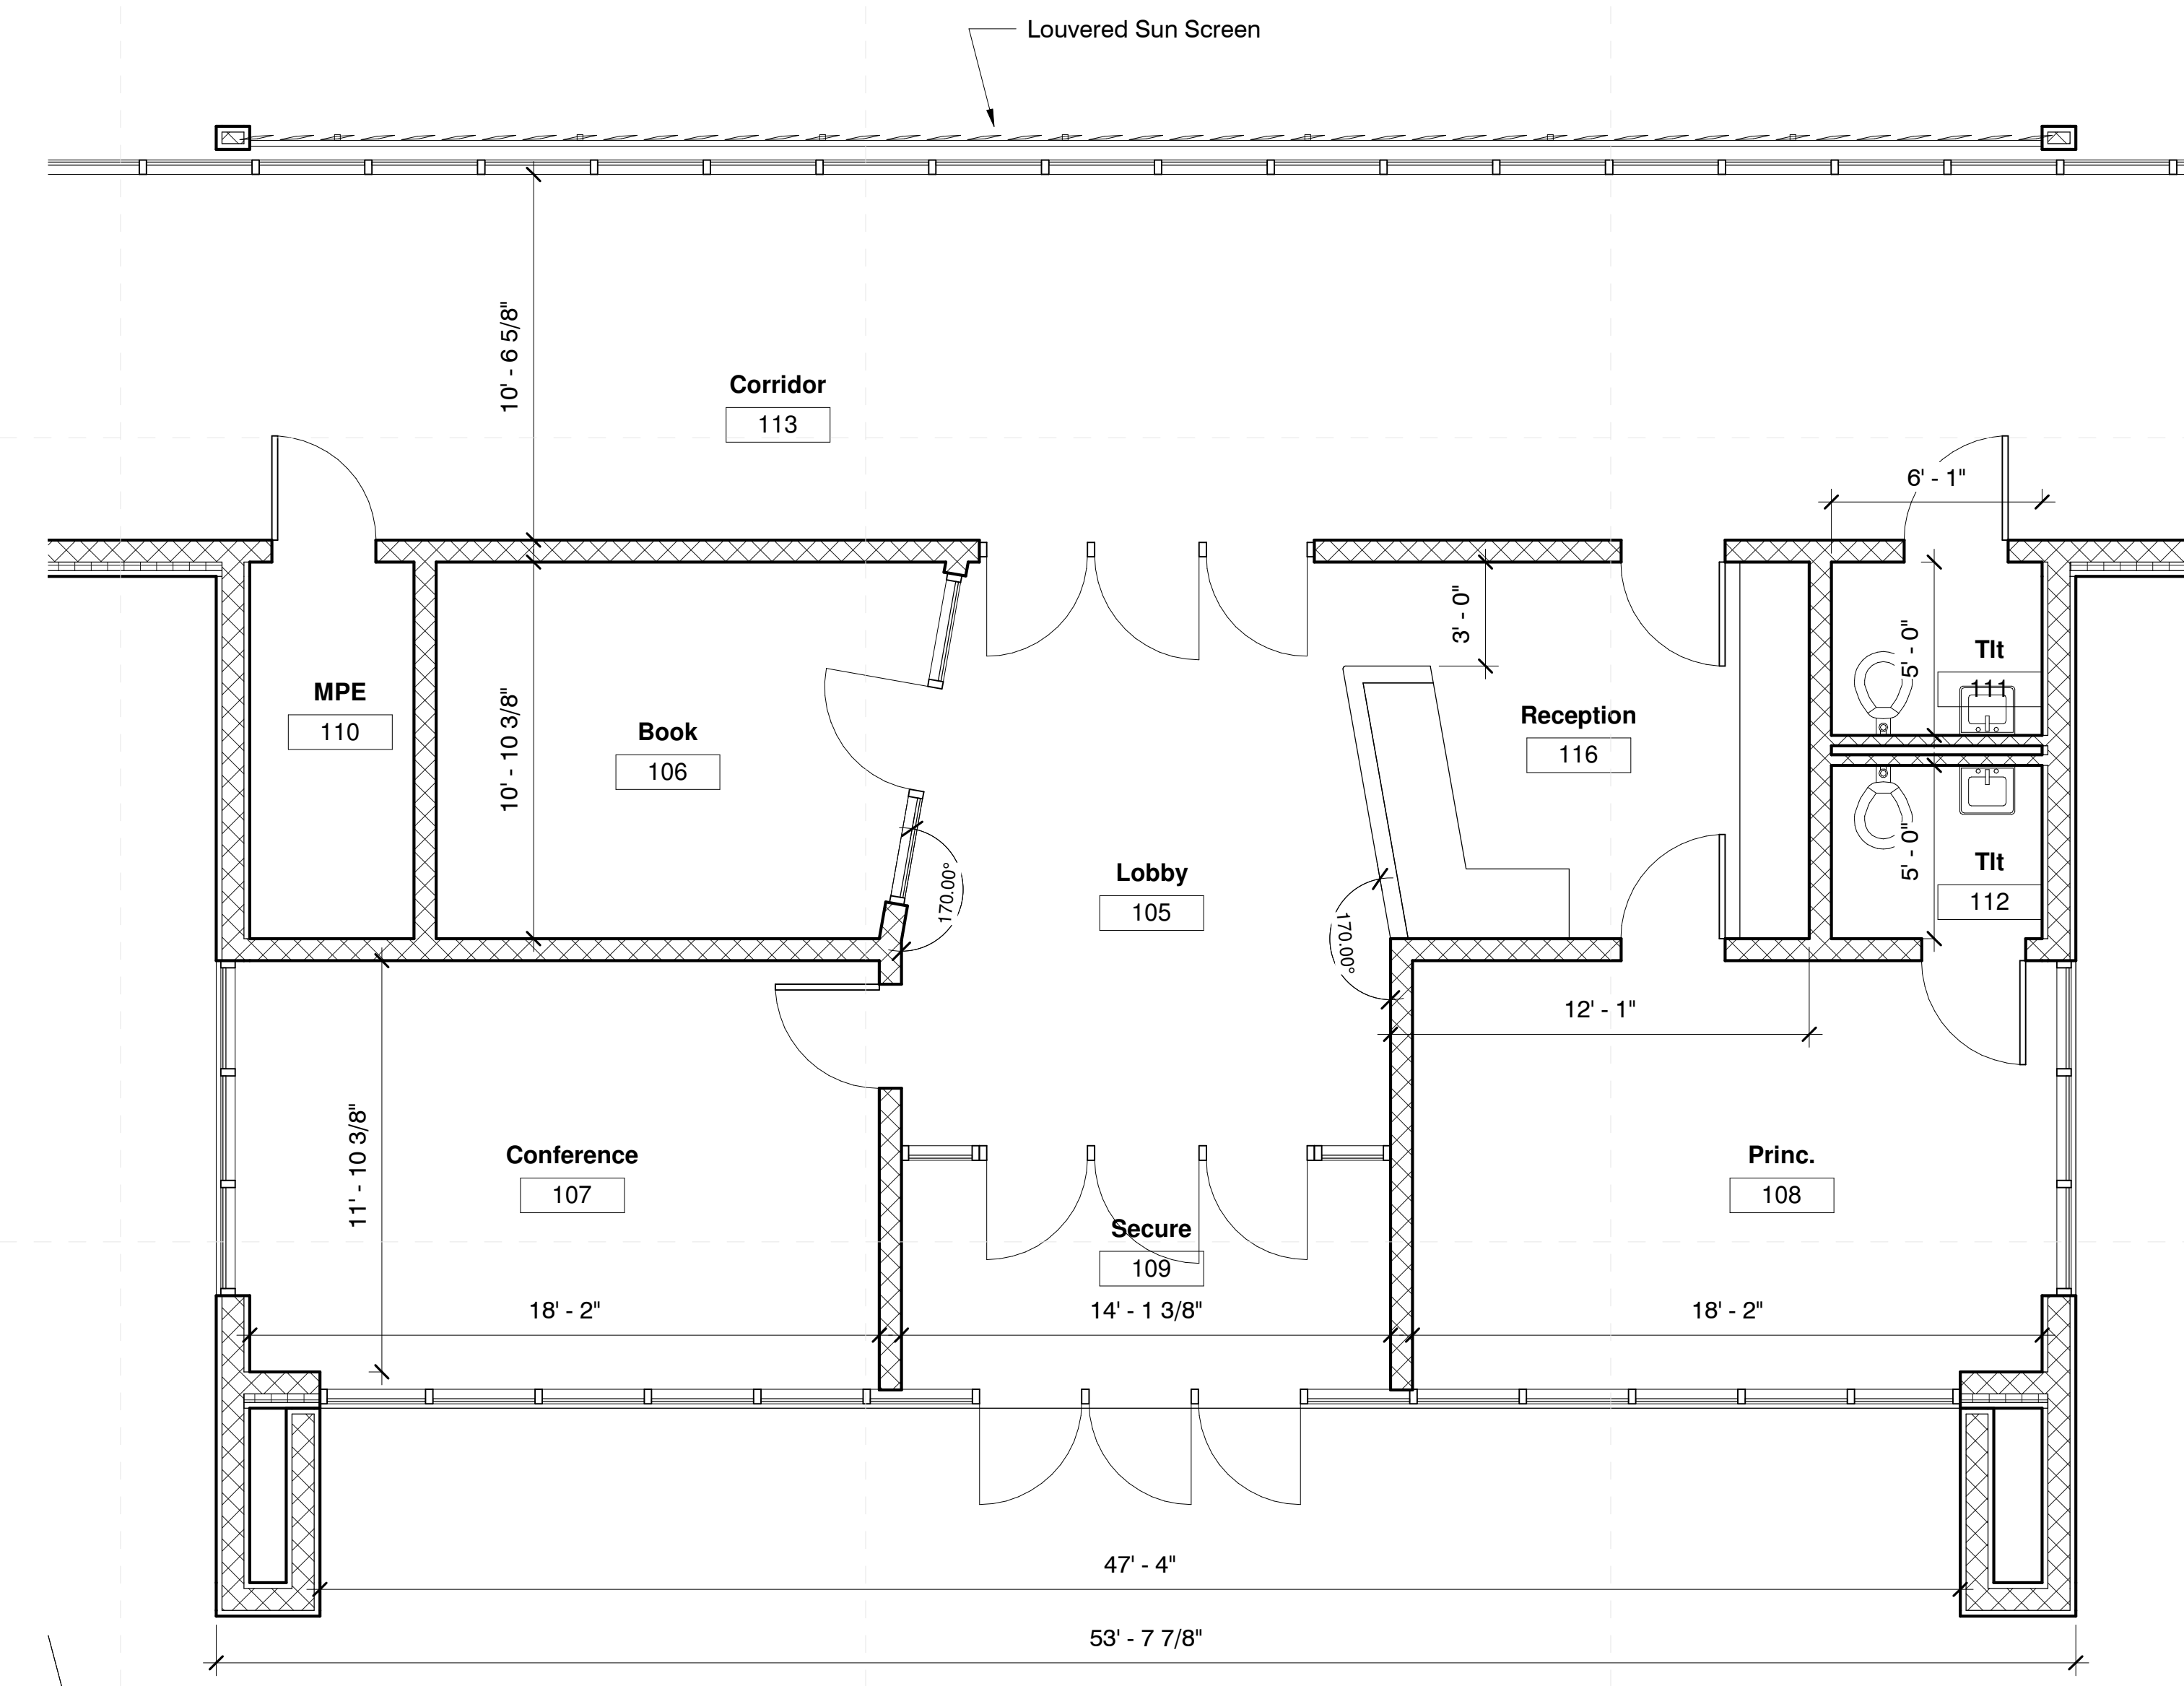 Louvered Sun Screen
10' - 6 5/8"
Corridor
113
6' - 1"
3' - 0"
5' - 0"
Tlt
111
MPE
110
Book
106
10' - 10 3/8"
Reception
116
170.00°
Lobby
105
170.00°
5' - 0"
Tlt
112
12' - 1"
11' - 10 3/8"
Conference
107
Secure
109
Princ.
108
18' - 2"
14' - 1 3/8"
18' - 2"
47' - 4"
53' - 7 7/8"